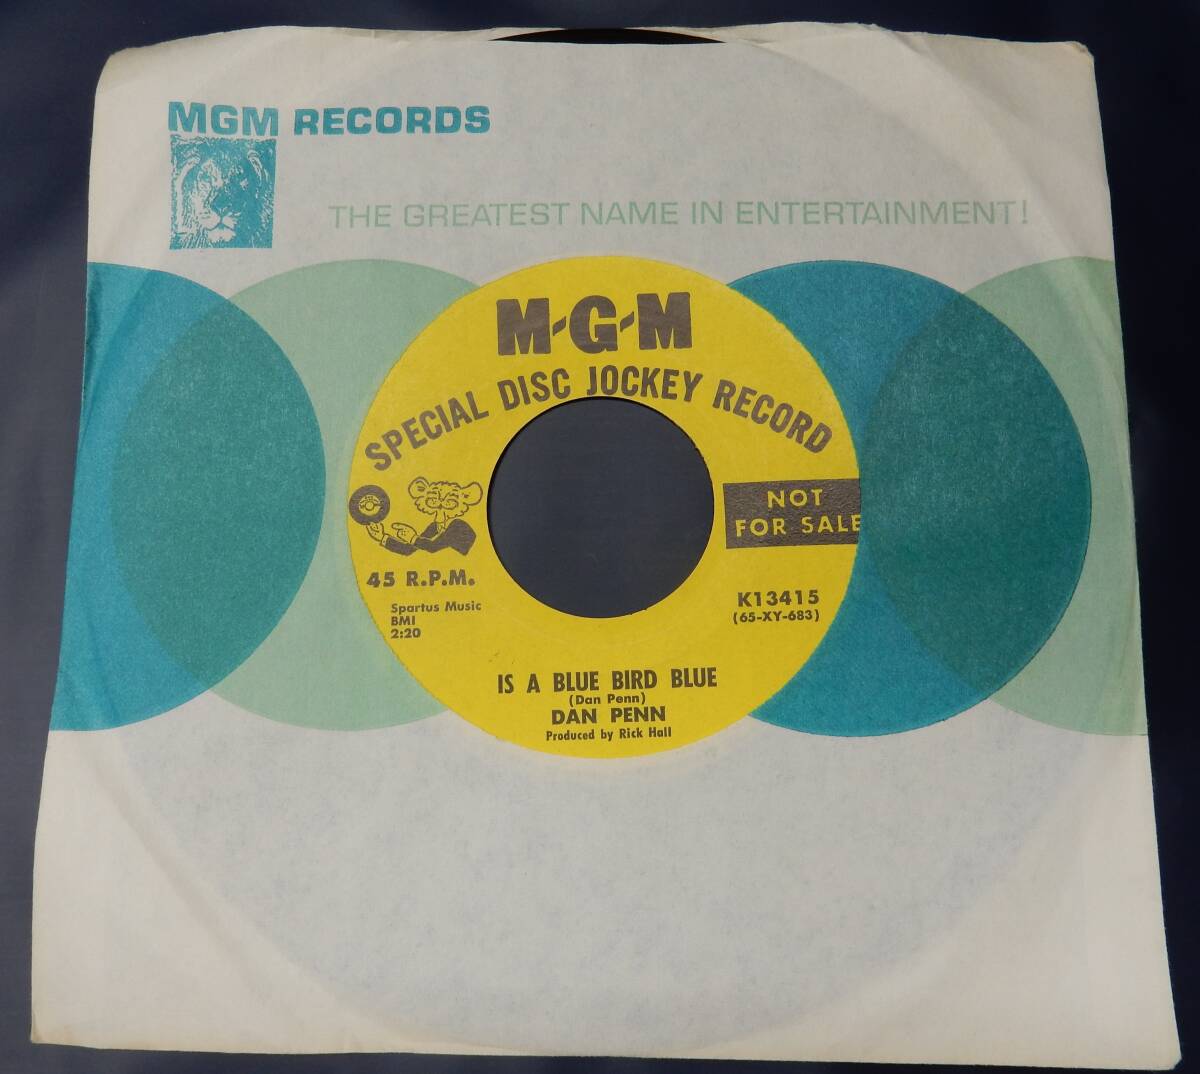 MGM RECORDS
THE GREATEST NAME IN ENTERTAINMENT!
M-G-M
SPECIAL DISC JOCKEY RECORD
NOT
FOR SALE
45 R.P.M.
Spartus Music
BMI
2:20
K13415
(65-XY-683)
IS A BLUE BIRD BLUE
(Dan Penn)
DAN PENN
Produced by Rick Hall